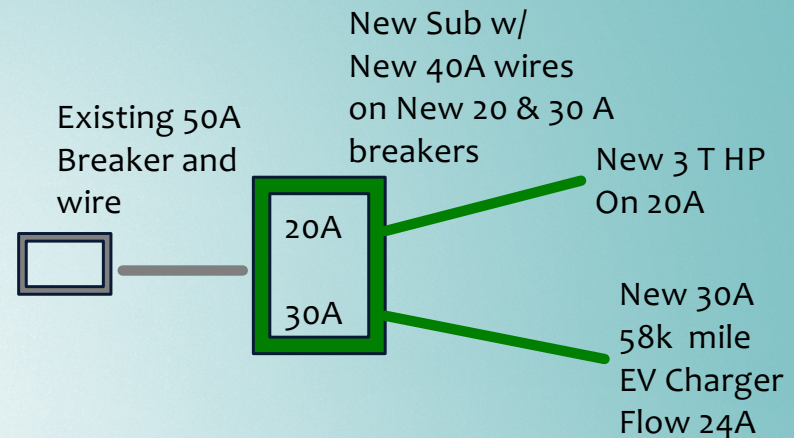 New Sub w/
New 40A wires
on New 20 & 30 A
breakers
Existing 50A
Breaker and
wire
20A
30A
New 3 T HP
On 20A
New 30A
58k mile
EV Charger
Flow 24A